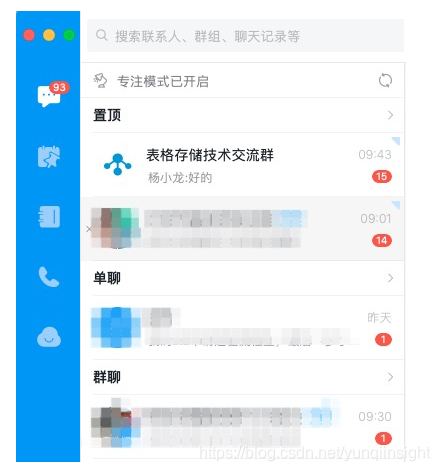 搜索联系人、群组、聊天记录等
93
专注模式已开启
置顶
表格存储技术交流群 09:43
杨小龙:好的 15
09:01
14
单聊
昨天
1
群聊
09:30
1
https://blog.csdn.net/yunqiinsight